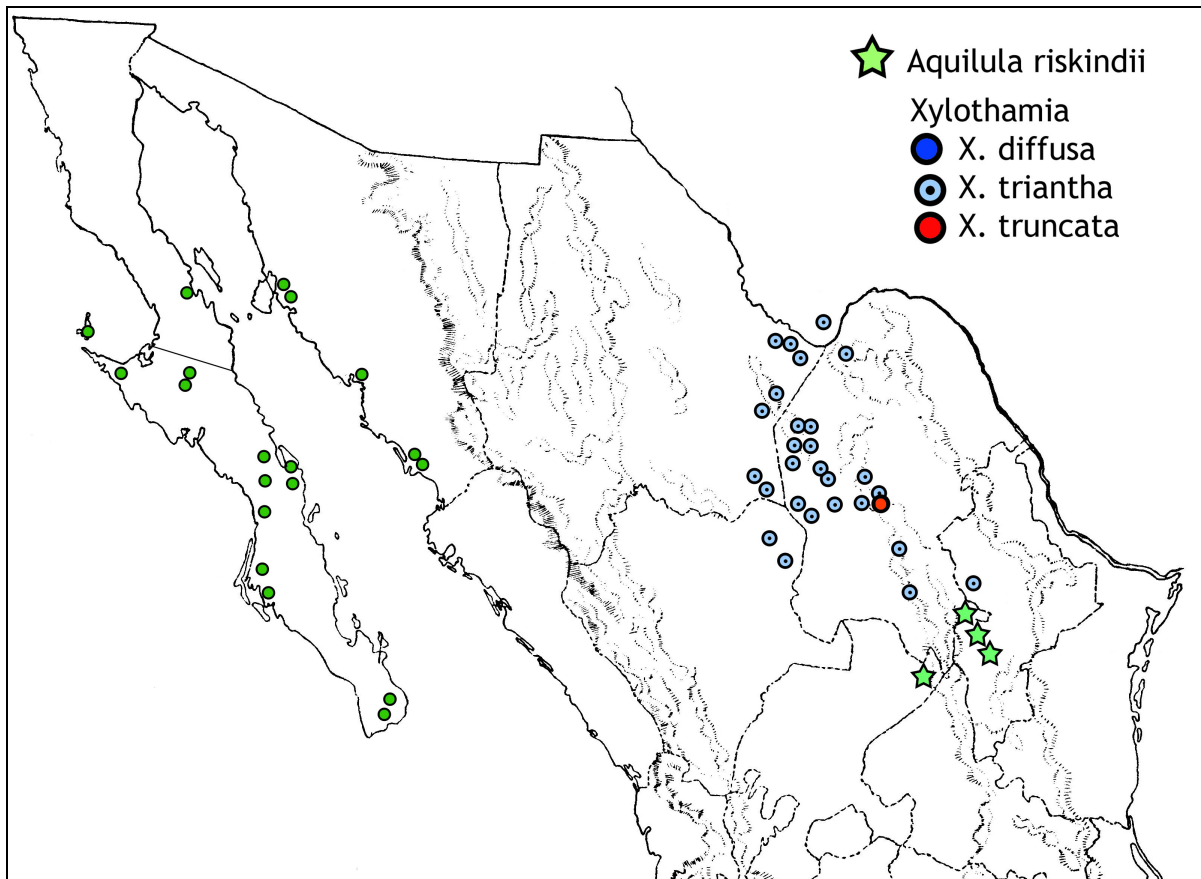 Aquilula riskindii
Xylothamia
X. diffusa
X. triantha
X. truncata